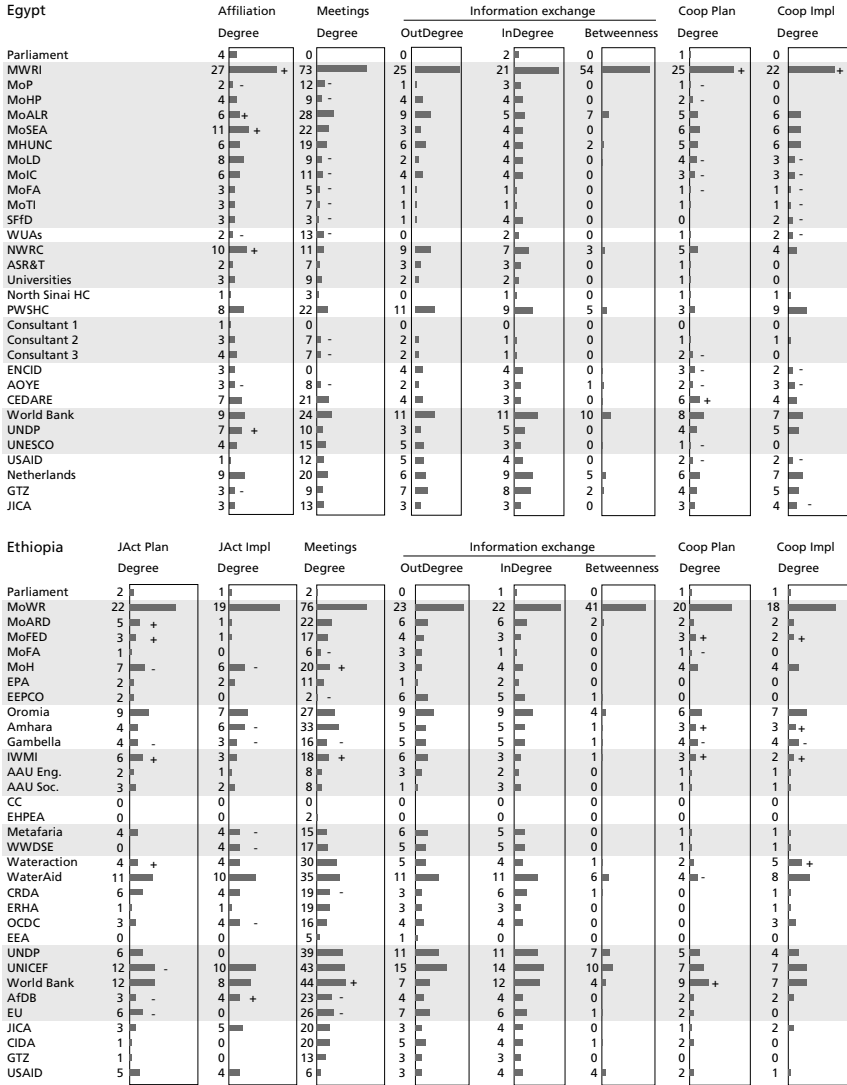 Egypt Affiliation Meetings Information exchange Coop Plan Coop Impl
Degree Degree OutDegree InDegree Betweenness Degree Degree
Parliament 4 0 0 2 0 1 0
MWRI 27 + 73 25 21 54 25 + 22 +
MoP 2 - 12 - 1 3 0 1 - 0
MoHP 4 9 - 4 4 0 2 - 0
MoALR 6 + 28 9 5 7 5 6
MoSEA 11 + 22 3 4 0 6 6
MHUNC 6 19 6 4 2 5 6
MoLD 8 9 - 2 4 0 4 - 3 -
MoIC 6 11 - 4 4 0 3 - 3 -
MoFA 3 5 - 1 1 0 1 - 1 -
MoTI 3 7 - 1 1 0 1 1 -
SFfD 3 3 - 1 4 0 0 2 -
WUAs 2 - 13 - 0 2 0 1 2 -
NWRC 10 + 11 9 7 3 5 4
ASR&T 2 7 3 3 0 1 0
Universities 3 9 2 2 0 1 0
North Sinai HC 1 3 0 1 0 1 1
PWSHC 8 22 11 9 5 3 9
Consultant 1 1 0 0 0 0 0 0
Consultant 2 3 7 - 2 1 0 1 1
Consultant 3 4 7 - 2 1 0 2 - 0
ENCID 3 0 4 4 0 3 - 2 -
AOYE 3 - 8 - 2 3 1 2 - 3 -
CEDARE 7 21 4 3 0 6 + 4
World Bank 9 24 11 11 10 8 7
UNDP 7 + 10 3 5 0 4 5
UNESCO 4 15 5 3 0 1 - 0
USAID 1 12 5 4 0 2 - 2 -
Netherlands 9 20 6 9 5 6 7
GTZ 3 - 9 7 8 2 4 5
JICA 3 13 3 3 0 3 4 -
Ethiopia JAct Plan JAct Impl Meetings Information exchange Coop Plan Coop Impl
Degree Degree Degree OutDegree InDegree Betweenness Degree Degree
Parliament 2 1 2 0 1 0 1 1
MoWR 22 19 76 23 22 41 20 18
MoARD 5 + 1 22 6 6 2 2 2
MoFED 3 + 1 17 4 3 0 3 + 2 +
MoFA 1 0 6 - 3 1 0 1 - 0
MoH 7 - 6 - 20 + 3 4 0 4 4
EPA 2 2 11 1 2 0 0 0
EEPCO 2 0 2 - 6 5 1 0 0
Oromia 9 7 27 9 9 4 6 7
Amhara 4 6 - 33 5 5 1 3 + 3 +
Gambella 4 - 3 - 16 - 5 5 1 4 - 4 -
IWMI 6 + 3 18 + 6 3 1 3 + 2 +
AAU Eng. 2 1 8 3 2 0 1 1
AAU Soc. 3 2 8 1 3 0 1 1
CC 0 0 0 0 0 0 0 0
EHPEA 0 0 2 0 0 0 0 0
Metafaria 4 4 - 15 6 5 0 1 1
WWDSE 0 4 - 17 5 5 0 1 1
Wateraction 4 + 4 30 5 4 1 2 5 +
WaterAid 11 10 35 11 11 6 4 - 8
CRDA 6 4 19 - 3 6 1 0 1
ERHA 1 1 19 3 3 0 0 1
OCDC 3 4 - 16 4 4 0 0 3
EEA 0 0 5 1 0 0 0 0
UNDP 6 0 39 11 11 7 5 4
UNICEF 12 - 10 43 15 14 10 7 7
World Bank 12 8 44 + 7 12 4 9 + 7
AfDB 3 - 4 + 23 - 4 4 0 2 2
EU 6 - 0 26 - 7 6 1 2 0
JICA 3 5 20 3 4 0 1 2
CIDA 1 0 20 5 4 1 2 0
GTZ 1 0 13 3 3 0 0 0
USAID 5 4 6 3 4 4 2 1